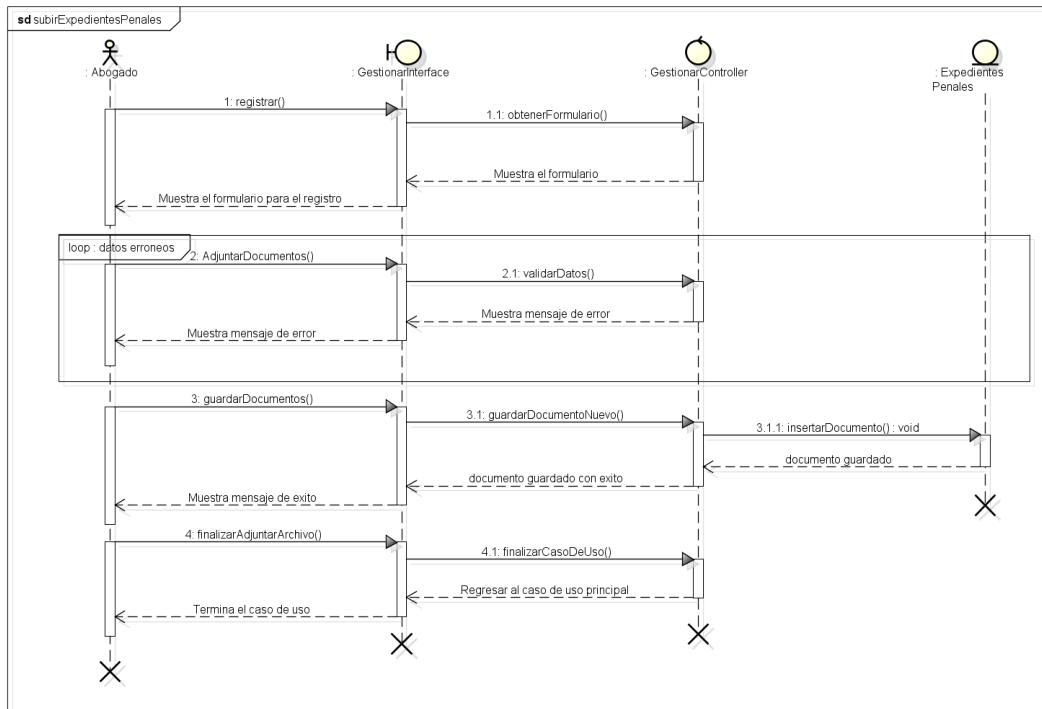 sd subirExpedientesPenales
: Abogado
: GestionarInterface
: GestionarController
: Expedientes
Penales
1: registrar()
1.1: obtenerFormulario()
Muestra el formulario
Muestra el formulario para el registro
loop : datos erroneos
2: AdjuntarDocumentos()
2.1: validarDatos()
Muestra mensaje de error
Muestra mensaje de error
3: guardarDocumentos()
3.1: guardarDocumentoNuevo()
3.1.1: insertarDocumento() : void
documento guardado
documento guardado con exito
Muestra mensaje de exito
4: finalizarAdjuntarArchivo()
4.1: finalizarCasoDeUso()
Regresar al caso de uso principal
Termina el caso de uso